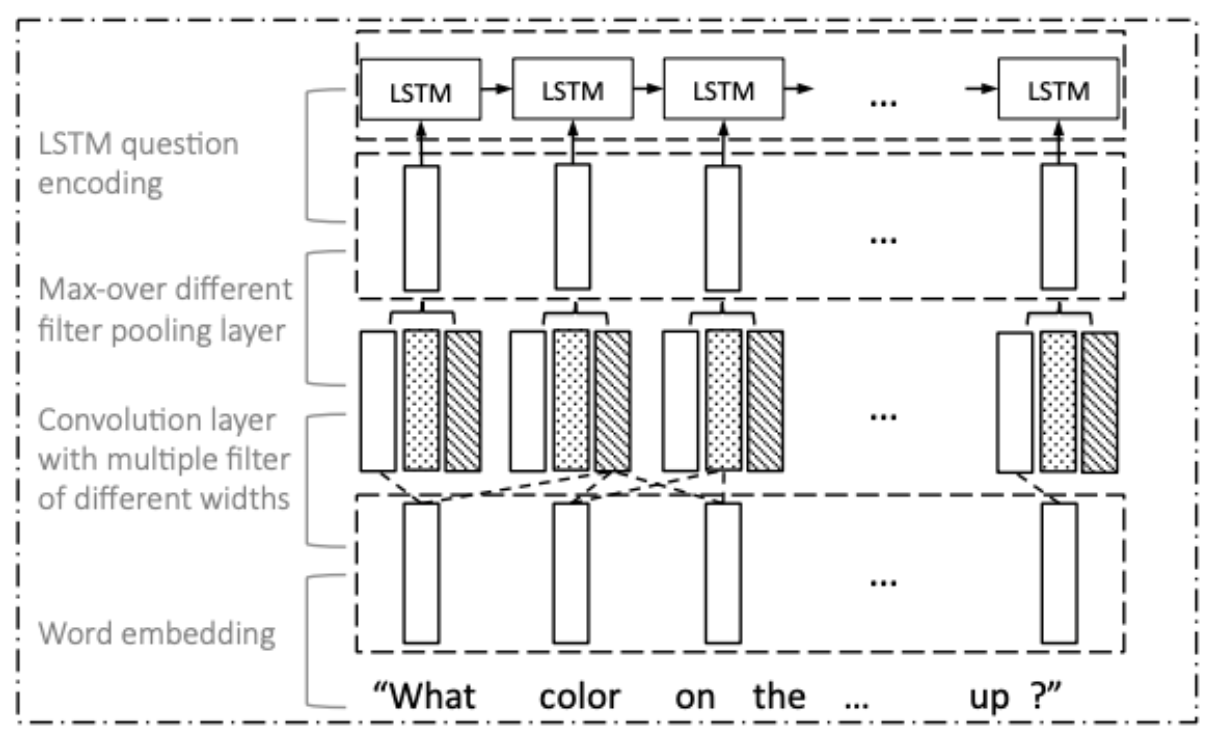 LSTM LSTM LSTM ... LSTM
LSTM question
encoding
...
Max-over different
filter pooling layer
...
Convolution layer
with multiple filter
of different widths
...
Word embedding
“What color on the ... up ?”